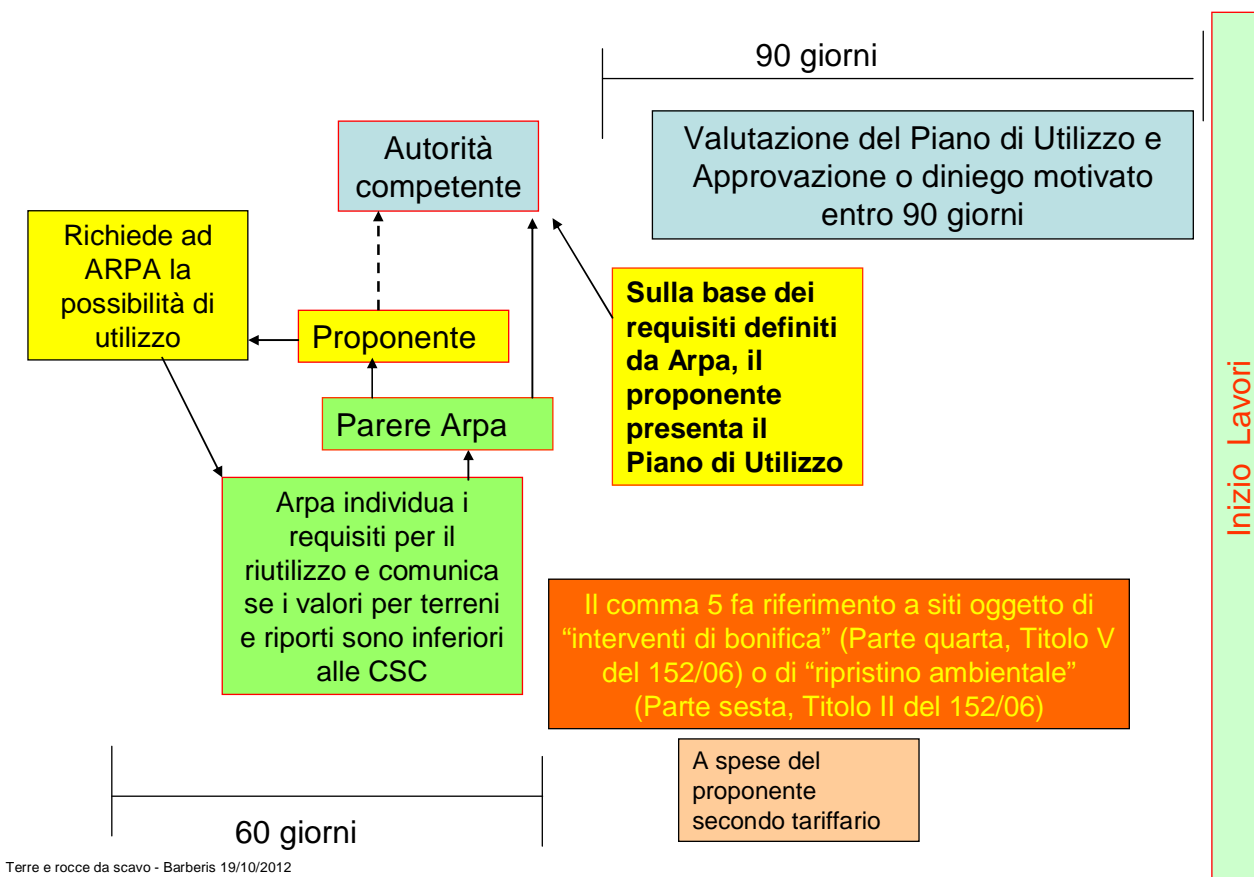 90 giorni
Autorità
competente
Valutazione del Piano di Utilizzo e
Approvazione o diniego motivato
entro 90 giorni
Richiede ad
ARPA la
possibilità di
utilizzo
Proponente
Parere Arpa
Sulla base dei
requisiti definiti
da Arpa, il
proponente
presenta il
Piano di Utilizzo
Arpa individua i
requisiti per il
riutilizzo e comunica
se i valori per terreni
e riporti sono inferiori
alle CSC
Il comma 5 fa riferimento a siti oggetto di
“interventi di bonifica” (Parte quarta, Titolo V
del 152/06) o di “ripristino ambientale”
(Parte sesta, Titolo II del 152/06)
A spese del
proponente
secondo tariffario
60 giorni
Inizio Lavori
Terre e rocce da scavo - Barberis 19/10/2012